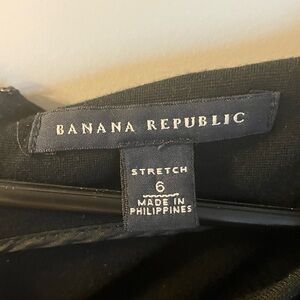 BANANA REPUBLIC
STRETCH
6
MADE IN
PHILIPPINES